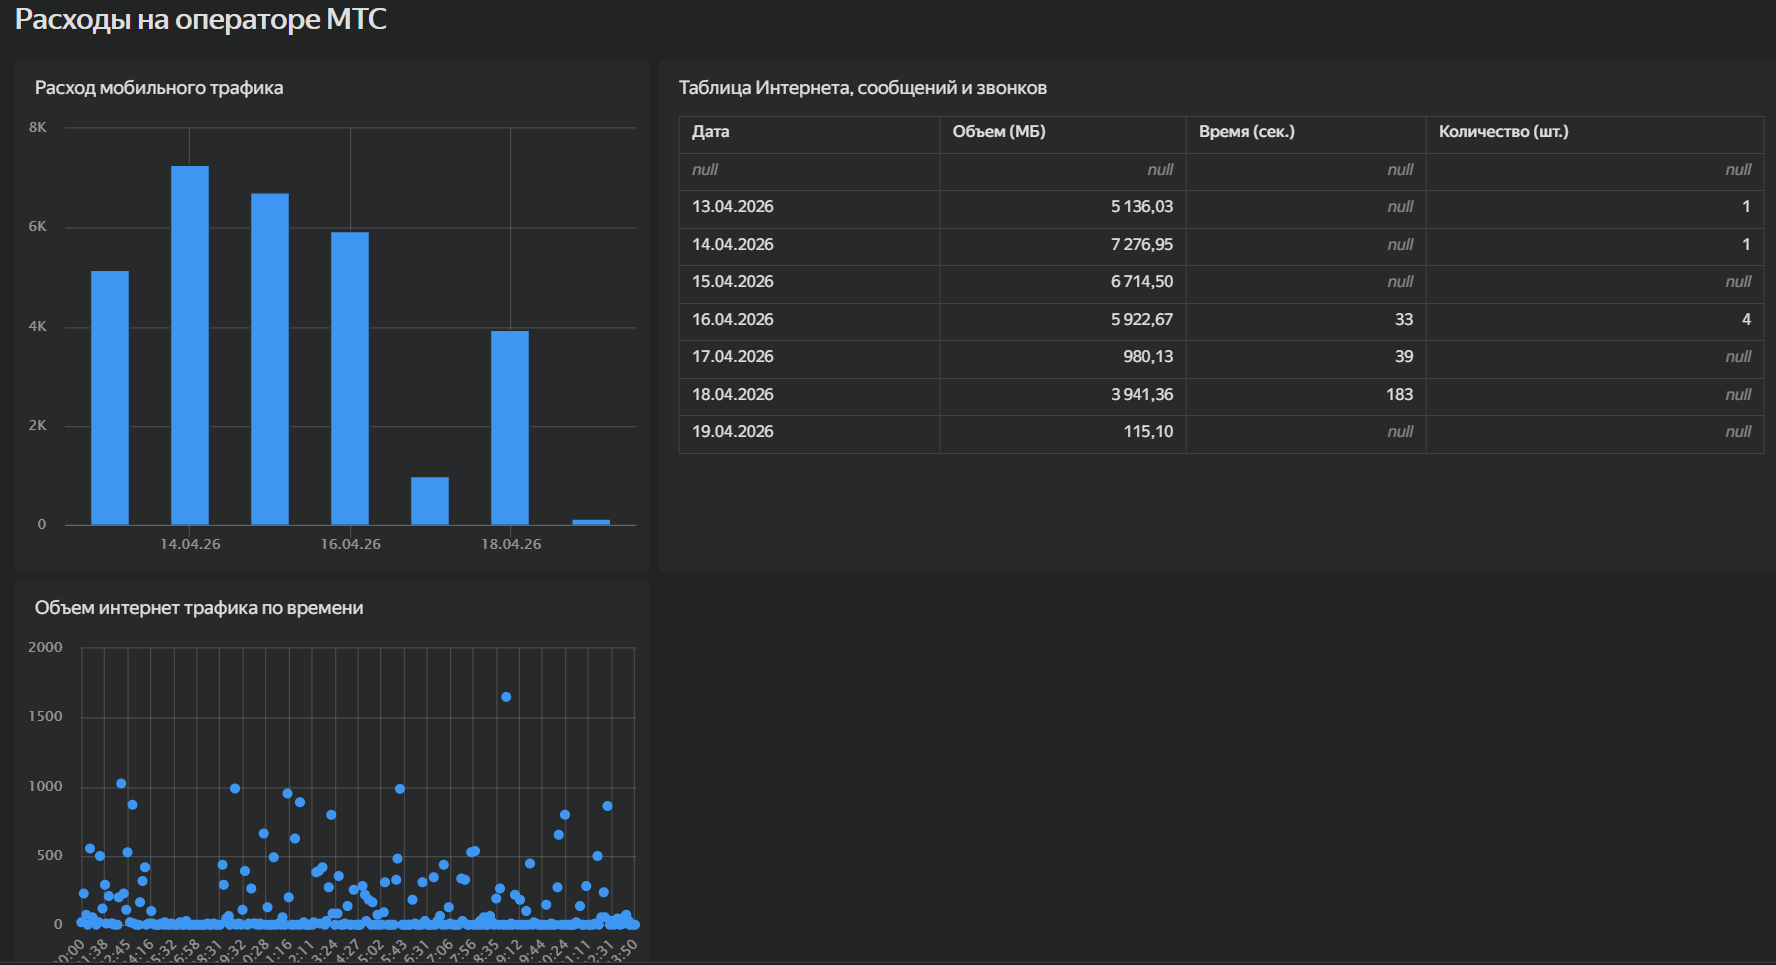 Расходы на операторе МТС
Расход мобильного трафика
8K
6K
4K
2K
0
14.04.26 16.04.26 18.04.26
Таблица Интернета, сообщений и звонков
Дата Объем (МБ) Время (сек.) Количество (шт.)
null null null null
13.04.2026 5 136,03 null 1
14.04.2026 7 276,95 null 1
15.04.2026 6 714,50 null null
16.04.2026 5 922,67 33 4
17.04.2026 980,13 39 null
18.04.2026 3 941,36 183 null
19.04.2026 115,10 null null
Объем интернет трафика по времени
2000
1500
1000
500
0